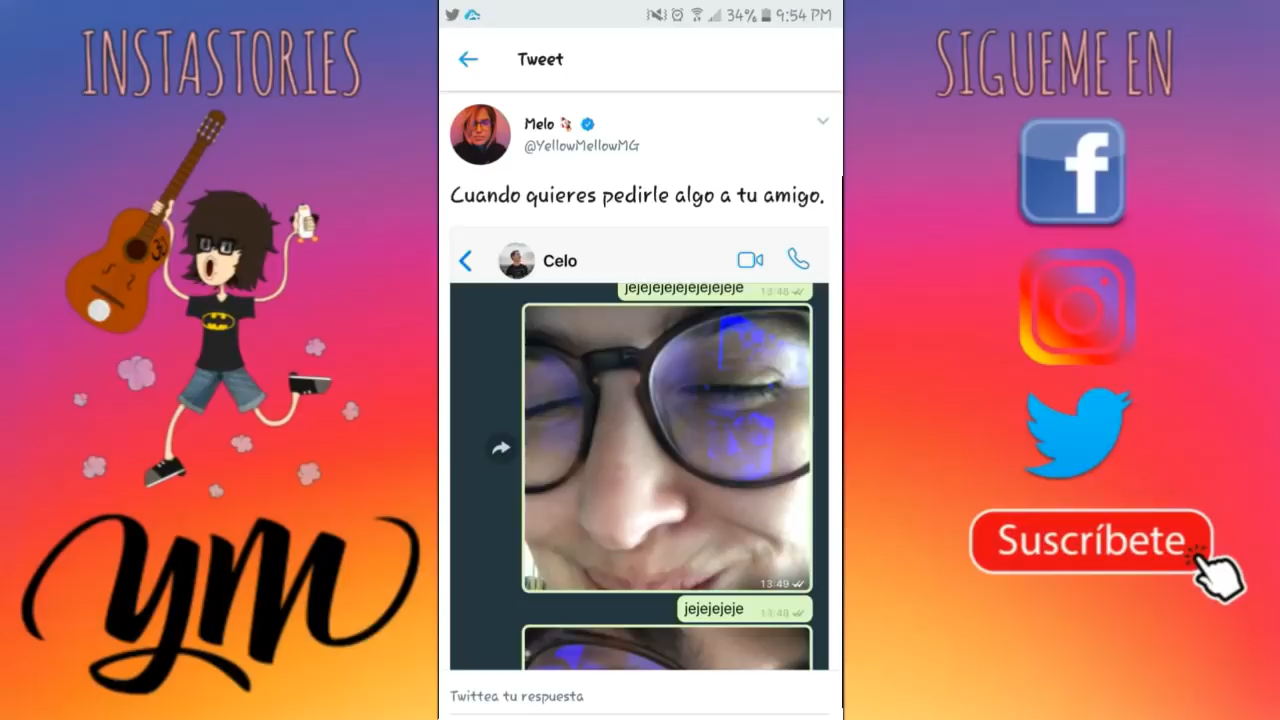 INSTASTORIES
ym
34% 9:54 PM
Tweet
Melo
@YellowMellowMG
Cuando quieres pedirle algo a tu amigo.
Celo
jejejejejejejejeje 13:48
13:49
jejejejeje 13:49
Twittea tu respuesta
SIGUEME EN
f
Suscríbete